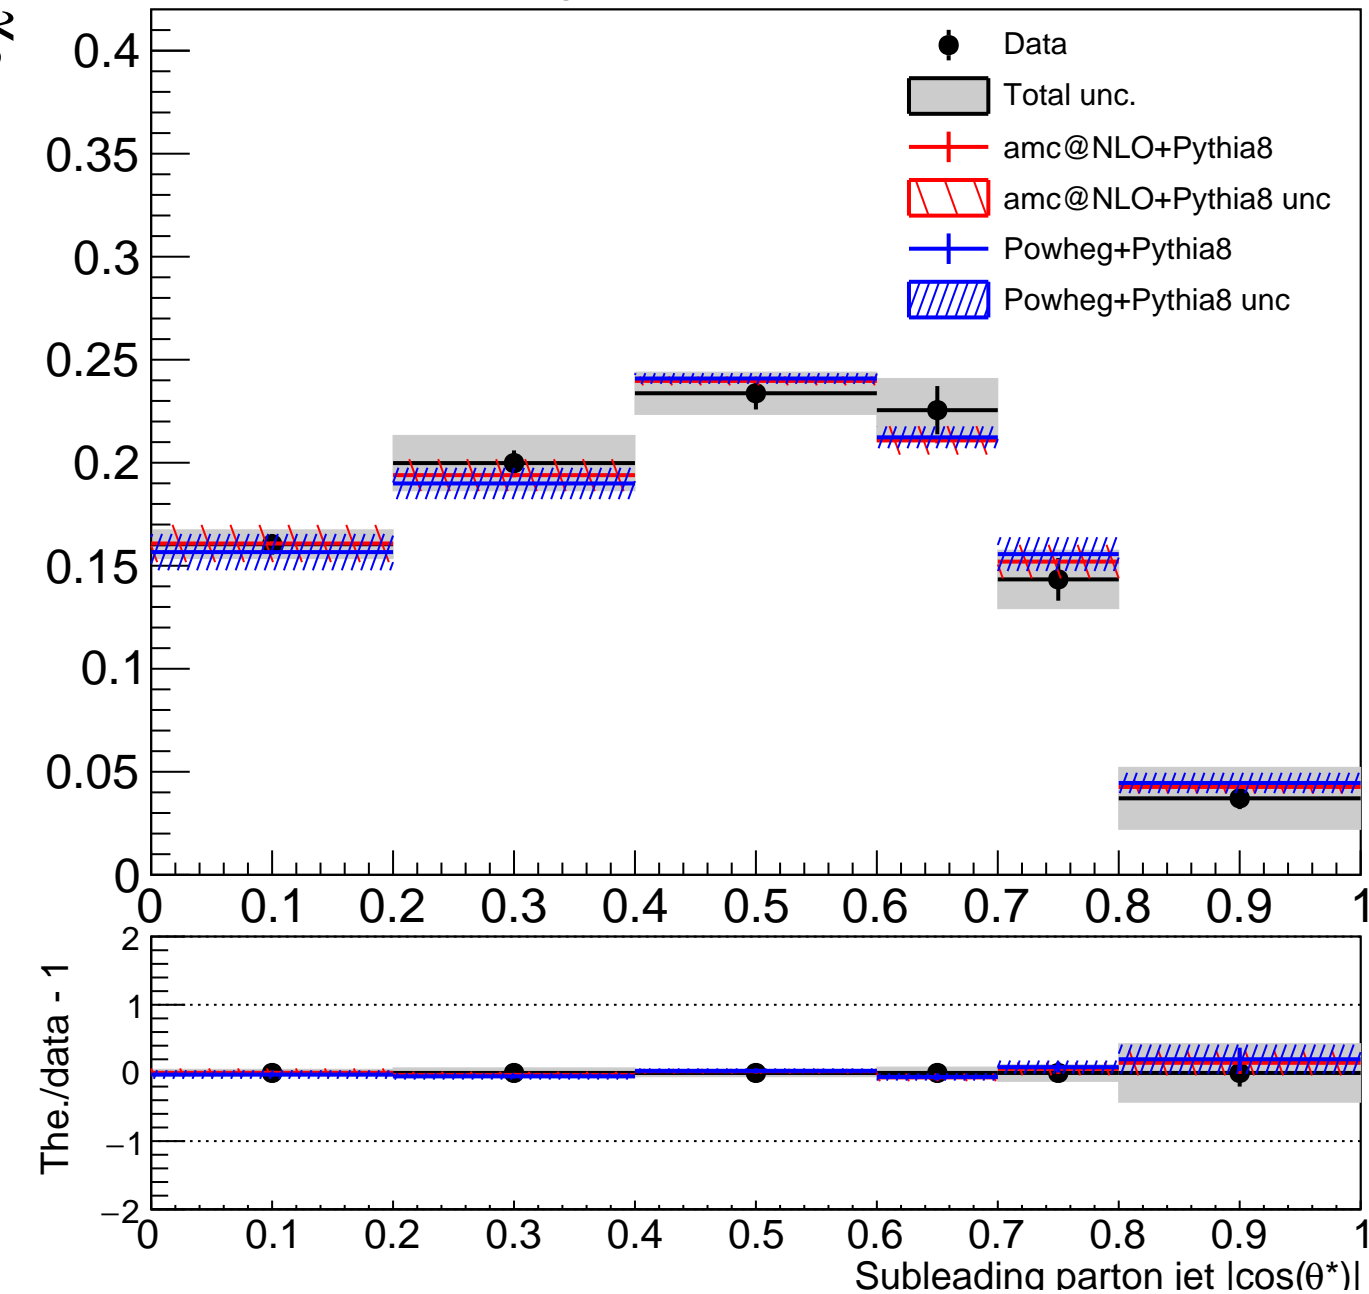 0.4
0.35
0.3
0.25
0.2
0.15
0.1
0.05
0
Data
Total unc.
amc@NLO+Pythia8
amc@NLO+Pythia8 unc
Powheg+Pythia8
Powheg+Pythia8 unc
0 0.1 0.2 0.3 0.4 0.5 0.6 0.7 0.8 0.9 1
The./data - 1
2
1
0
−1
−2
0 0.1 0.2 0.3 0.4 0.5 0.6 0.7 0.8 0.9 1
Subleading parton jet |cos(θ*)|